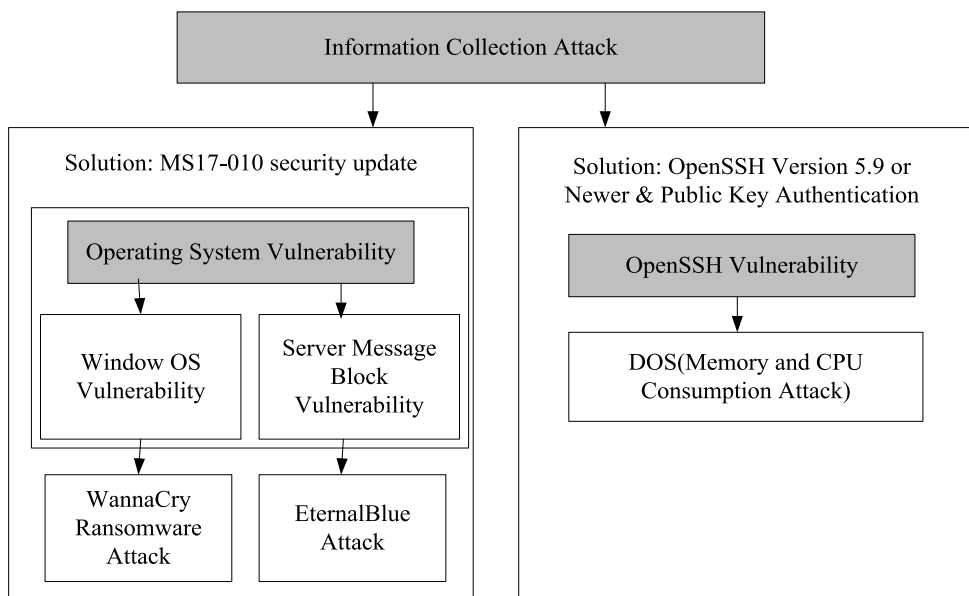 Information Collection Attack
Solution: MS17-010 security update
Operating System Vulnerability
Window OS
Vulnerability
Server Message
Block
Vulnerability
WannaCry
Ransomware
Attack
EternalBlue
Attack
Solution: OpenSSH Version 5.9 or
Newer & Public Key Authentication
OpenSSH Vulnerability
DOS(Memory and CPU
Consumption Attack)